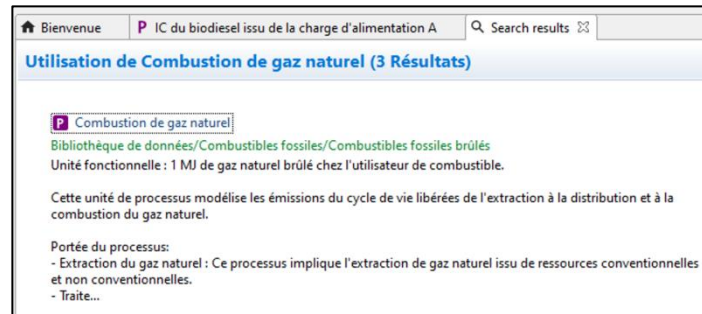 Bienvenue
P IC du biodiesel issu de la charge d'alimentation A
Search results
Utilisation de Combustion de gaz naturel (3 Résultats)
P Combustion de gaz naturel
Bibliothèque de données/Combustibles fossiles/Combustibles fossiles brûlés
Unité fonctionnelle : 1 MJ de gaz naturel brûlé chez l'utilisateur de combustible.
Cette unité de processus modélise les émissions du cycle de vie libérées de l'extraction à la distribution et à la
combustion du gaz naturel.
Portée du processus:
- Extraction du gaz naturel : Ce processus implique l'extraction de gaz naturel issu de ressources conventionnelles
et non conventionnelles.
- Traite...